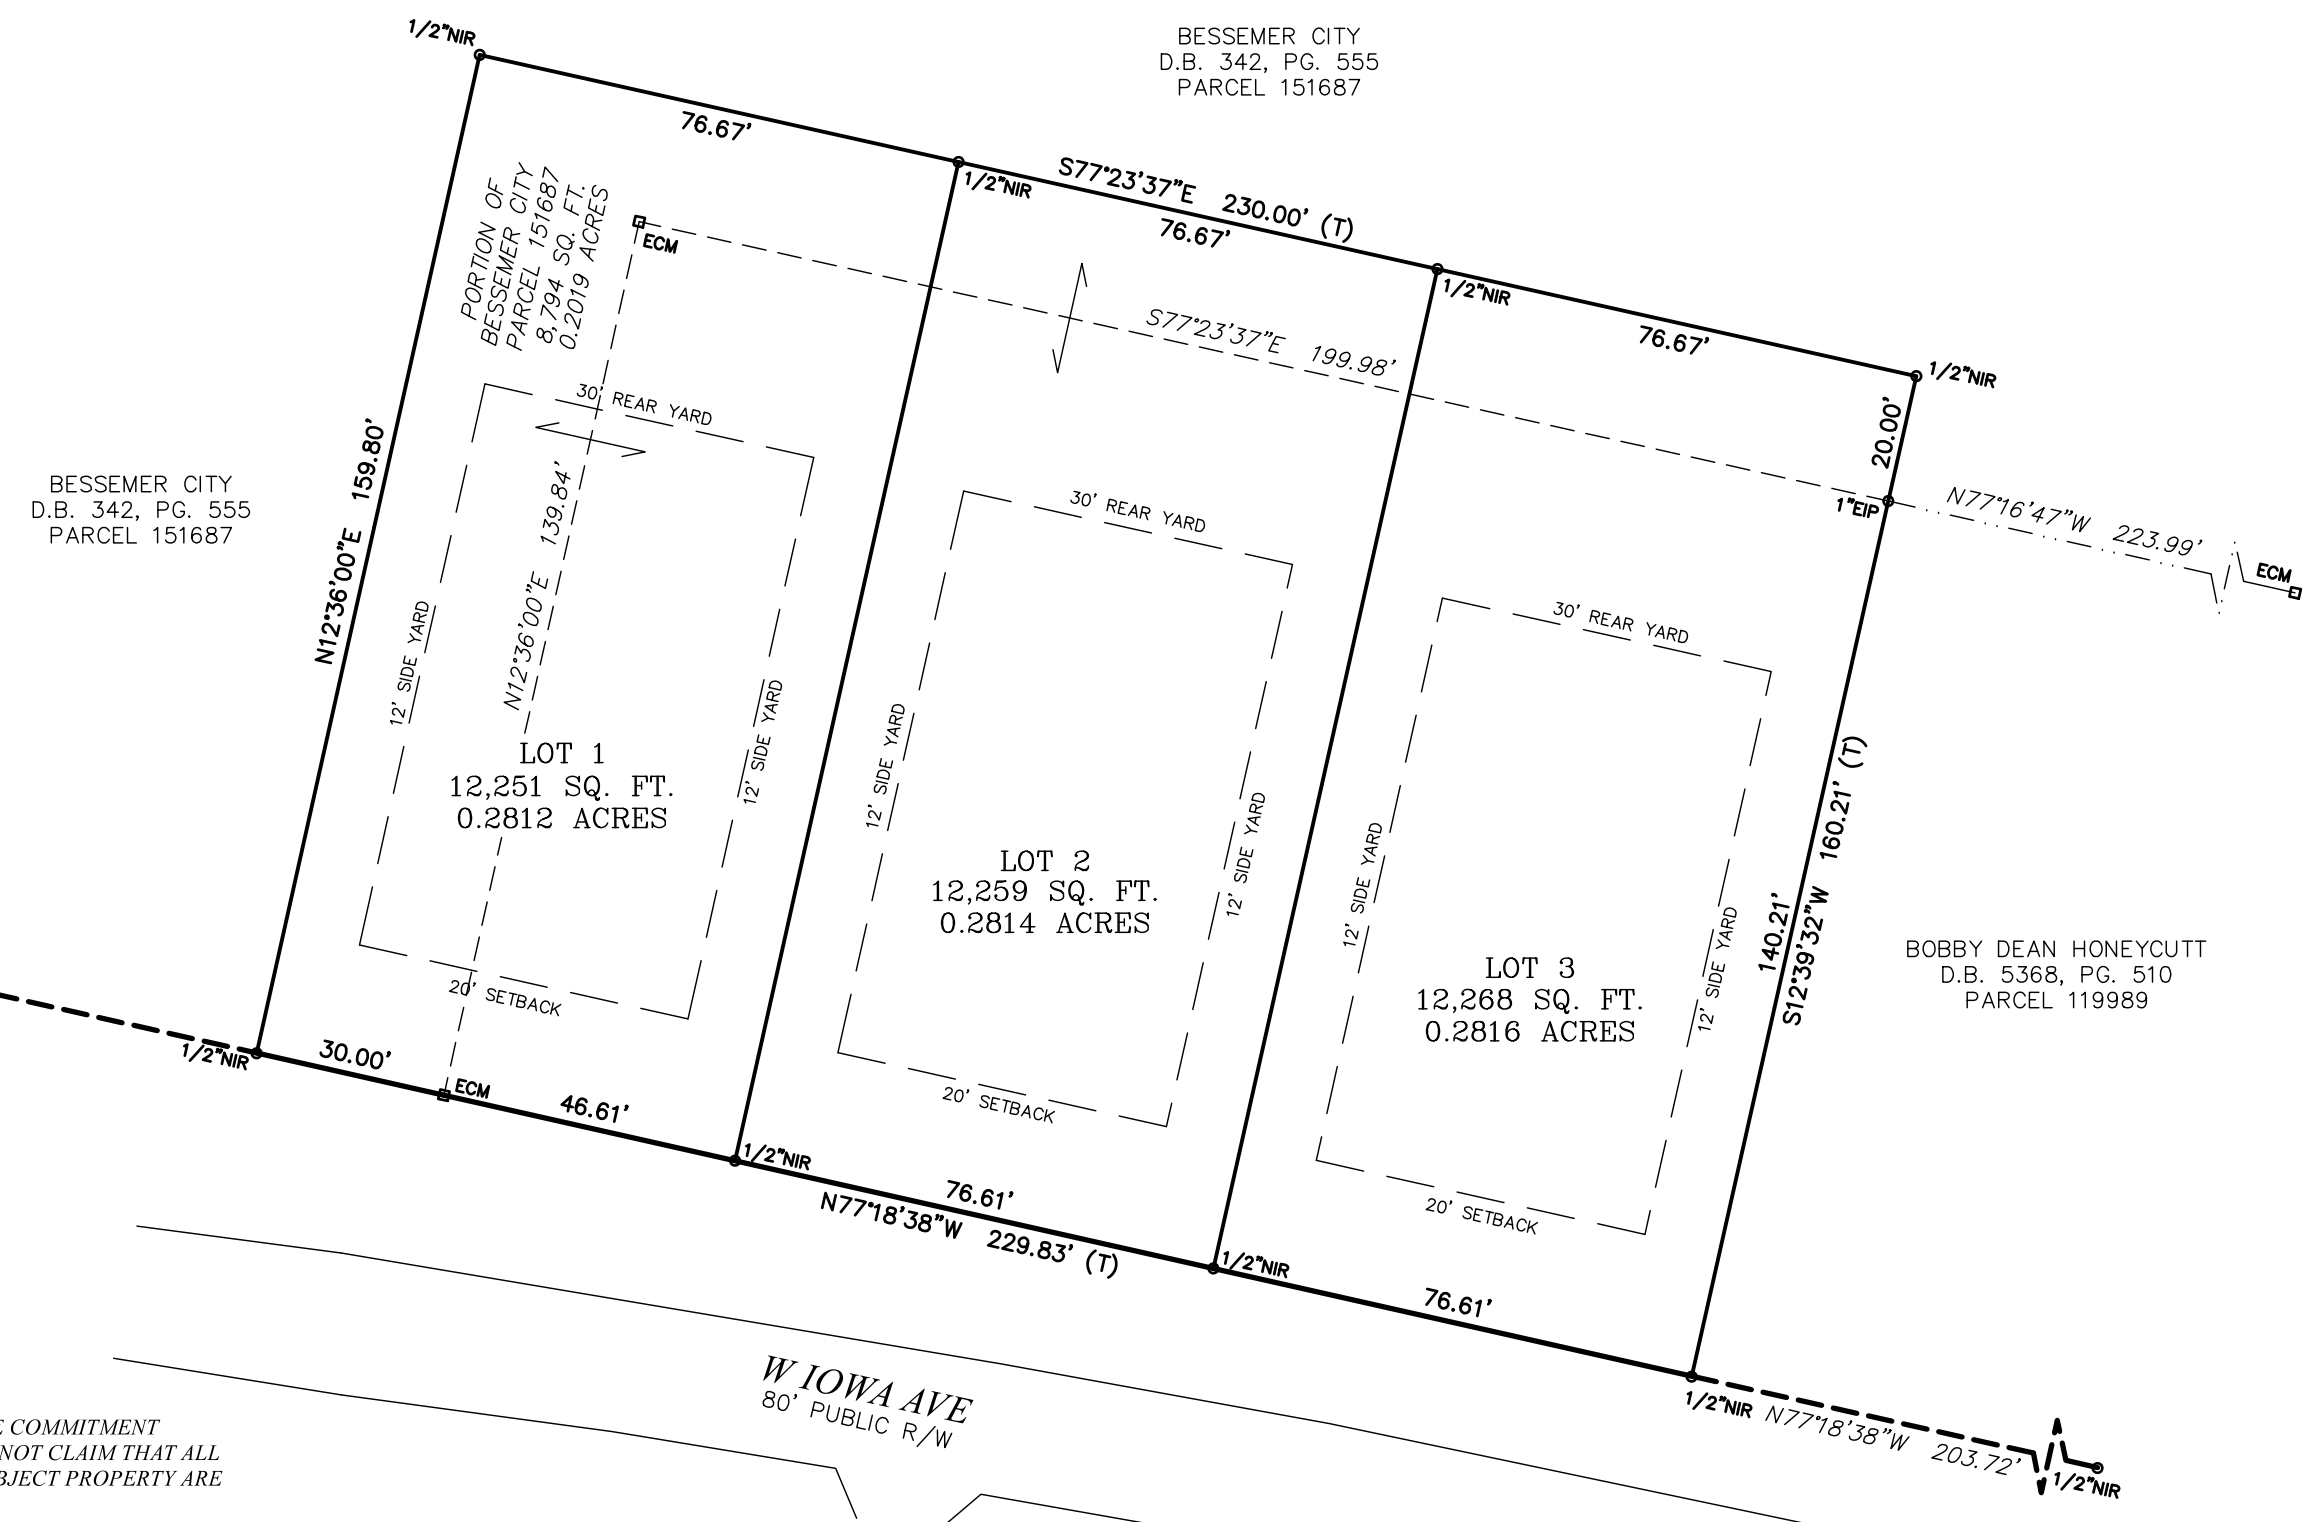 1/2"NIR
BESSEMER CITY
D.B. 342, PG. 555
PARCEL 151687
76.67'
1/2"NIR
S77°23'37"E 230.00' (T)
76.67'
1/2"NIR
76.67'
1/2"NIR
PORTION OF
BESSEMER CITY
PARCEL 151687
8,794 SQ. FT.
0.2019 ACRES
ECM
S77°23'37"E 199.98'
20.00'
1"EIP
N77°16'47"W 223.99'
ECM
BESSEMER CITY
D.B. 342, PG. 555
PARCEL 151687
N12°36'00"E 159.80'
N12°36'00"E 139.84'
30' REAR YARD
12' SIDE YARD
12' SIDE YARD
LOT 1
12,251 SQ. FT.
0.2812 ACRES
20' SETBACK
30' REAR YARD
12' SIDE YARD
12' SIDE YARD
LOT 2
12,259 SQ. FT.
0.2814 ACRES
20' SETBACK
30' REAR YARD
12' SIDE YARD
12' SIDE YARD
LOT 3
12,268 SQ. FT.
0.2816 ACRES
20' SETBACK
140.21'
S12°39'32"W 160.21' (T)
BOBBY DEAN HONEYCUTT
D.B. 5368, PG. 510
PARCEL 119989
1/2"NIR
30.00'
ECM
46.61'
1/2"NIR
76.61'
N77°18'38"W 229.83' (T)
1/2"NIR
76.61'
1/2"NIR
N77°18'38"W 203.72'
1/2"NIR
W IOWA AVE
80' PUBLIC R/W
COMMITMENT
NOT CLAIM THAT ALL
BJECT PROPERTY ARE